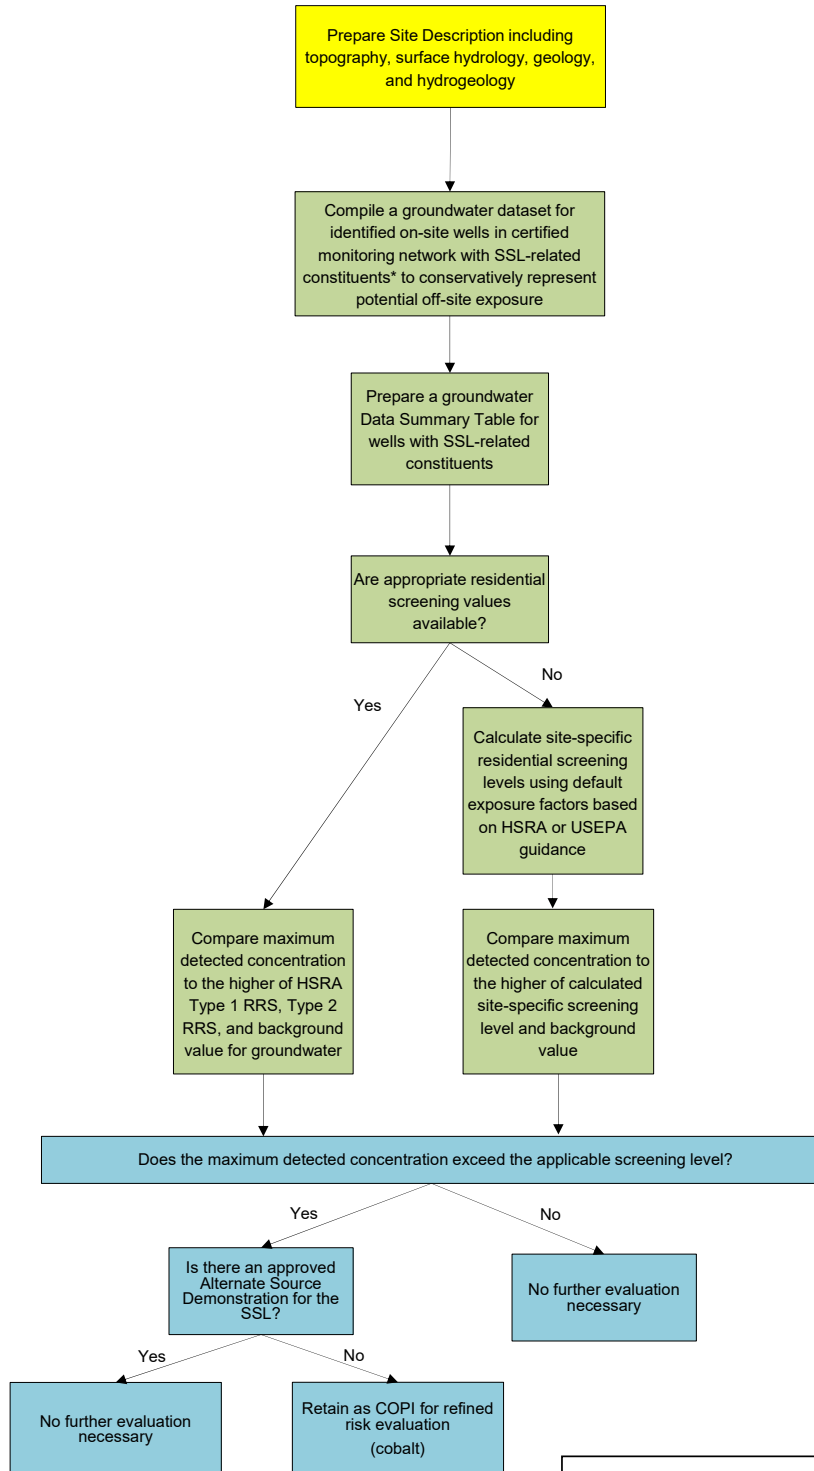 Prepare Site Description including
topography, surface hydrology, geology,
and hydrogeology
Compile a groundwater dataset for
identified on-site wells in certified
monitoring network with SSL-related
constituents* to conservatively represent
potential off-site exposure
Prepare a groundwater
Data Summary Table for
wells with SSL-related
constituents
Are appropriate residential
screening values
available?
Yes
No
Calculate site-specific
residential screening
levels using default
exposure factors based
on HSRA or USEPA
guidance
Compare maximum
detected concentration
to the higher of HSRA
Type 1 RRS, Type 2
RRS, and background
value for groundwater
Compare maximum
detected concentration to
the higher of calculated
site-specific screening
level and background
value
Does the maximum detected concentration exceed the applicable screening level?
Yes
No
Is there an approved
Alternate Source
Demonstration for the
SSL?
No further evaluation
necessary
Yes
No
No further evaluation
necessary
Retain as COPI for refined
risk evaluation
(cobalt)